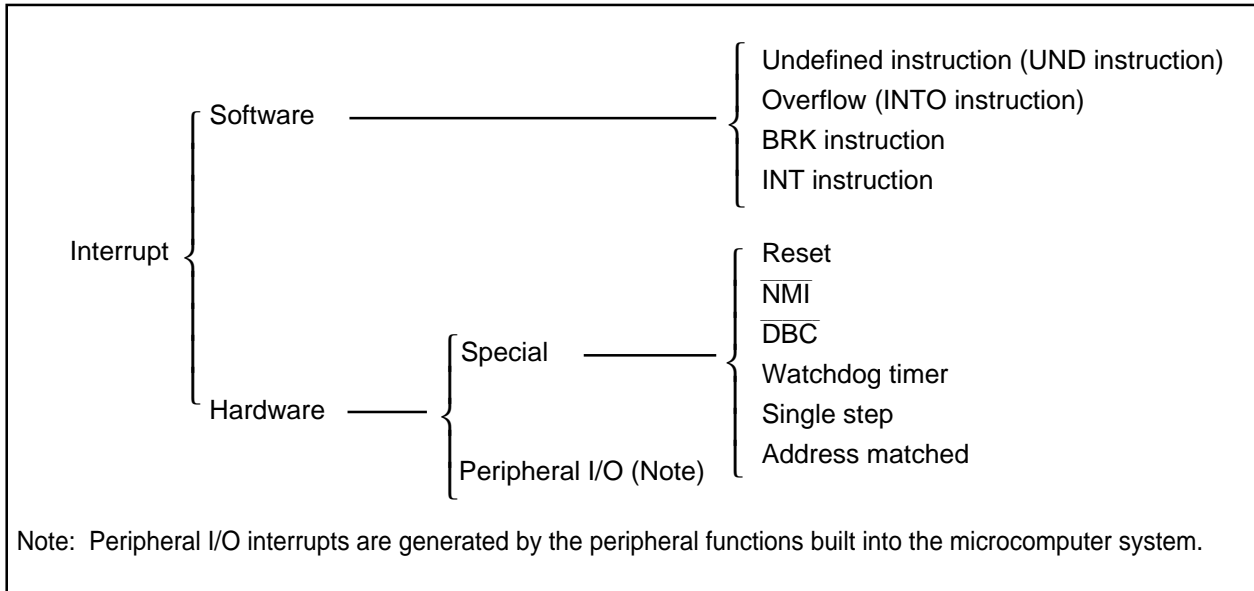 Interrupt
Software
Undefined instruction (UND instruction)
Overflow (INTO instruction)
BRK instruction
INT instruction
Hardware
Special
Reset
N̅M̅I̅
D̅B̅C̅
Watchdog timer
Single step
Address matched
Peripheral I/O (Note)
Note: Peripheral I/O interrupts are generated by the peripheral functions built into the microcomputer system.